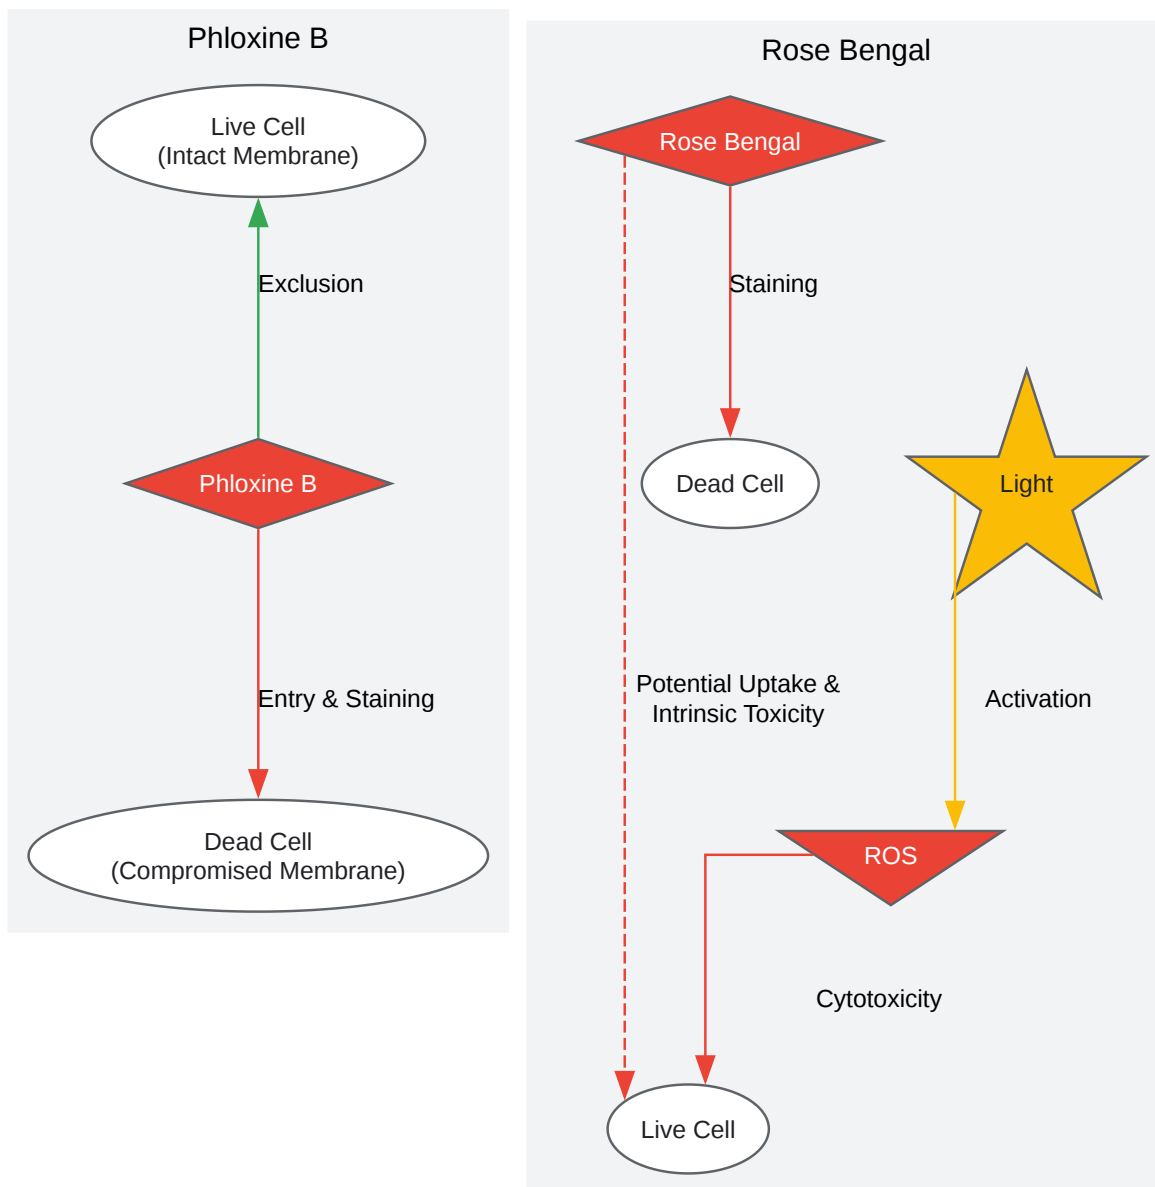 Phloxine B
Live Cell
(Intact Membrane)
Exclusion
Phloxine B
Entry & Staining
Dead Cell
(Compromised Membrane)
Rose Bengal
Rose Bengal
Staining
Dead Cell
Light
Potential Uptake &
Intrinsic Toxicity
Activation
ROS
Cytotoxicity
Live Cell